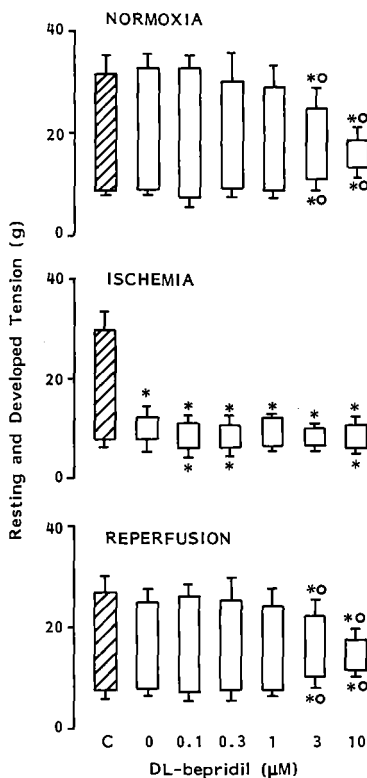 NORMOXIA
40
20
0
*o
*o
*o
*o
ISCHEMIA
40
20
0
* * * * * *
* * *
REPERFUSION
40
20
0
*o
*o
*o
*o
C 0 0.1 0.3 1 3 10
DL-bepridil (μM)
Resting and Developed Tension (g)